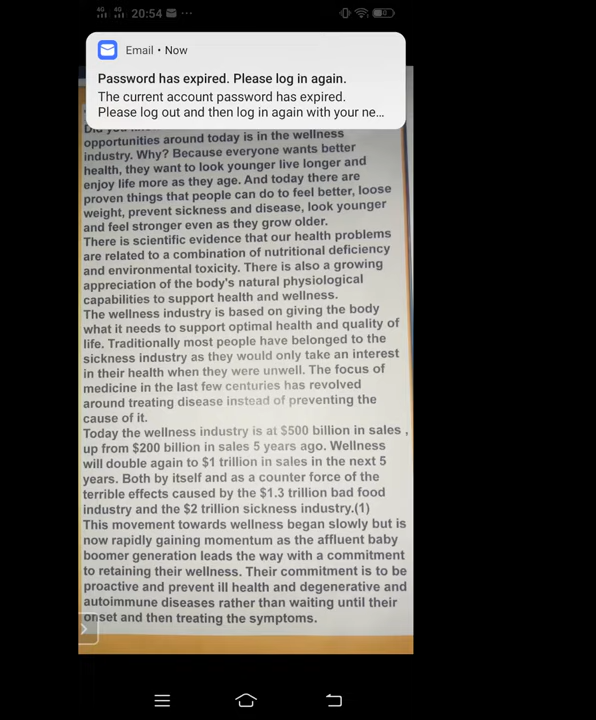 4G 4G 20:54
Email • Now
Password has expired. Please log in again.
The current account password has expired.
Please log out and then log in again with your ne...
Did you
opportunities around today is in the wellness
industry. Why? Because everyone wants better
health, they want to look younger live longer and
enjoy life more as they age. And today there are
proven things that people can do to feel better, loose
weight, prevent sickness and disease, look younger
and feel stronger even as they grow older.
There is scientific evidence that our health problems
are related to a combination of nutritional deficiency
and environmental toxicity. There is also a growing
appreciation of the body's natural physiological
capabilities to support health and wellness.
The wellness industry is based on giving the body
what it needs to support optimal health and quality of
life. Traditionally most people have belonged to the
sickness industry as they would only take an interest
in their health when they were unwell. The focus of
medicine in the last few centuries has revolved
around treating disease instead of preventing the
cause of it.
Today the wellness industry is at $500 billion in sales ,
up from $200 billion in sales 5 years ago. Wellness
will double again to $1 trillion in sales in the next 5
years. Both by itself and as a counter force of the
terrible effects caused by the $1.3 trillion bad food
industry and the $2 trillion sickness industry.(1)
This movement towards wellness began slowly but is
now rapidly gaining momentum as the affluent baby
boomer generation leads the way with a commitment
to retaining their wellness. Their commitment is to be
proactive and prevent ill health and degenerative and
autoimmune diseases rather than waiting until their
onset and then treating the symptoms.